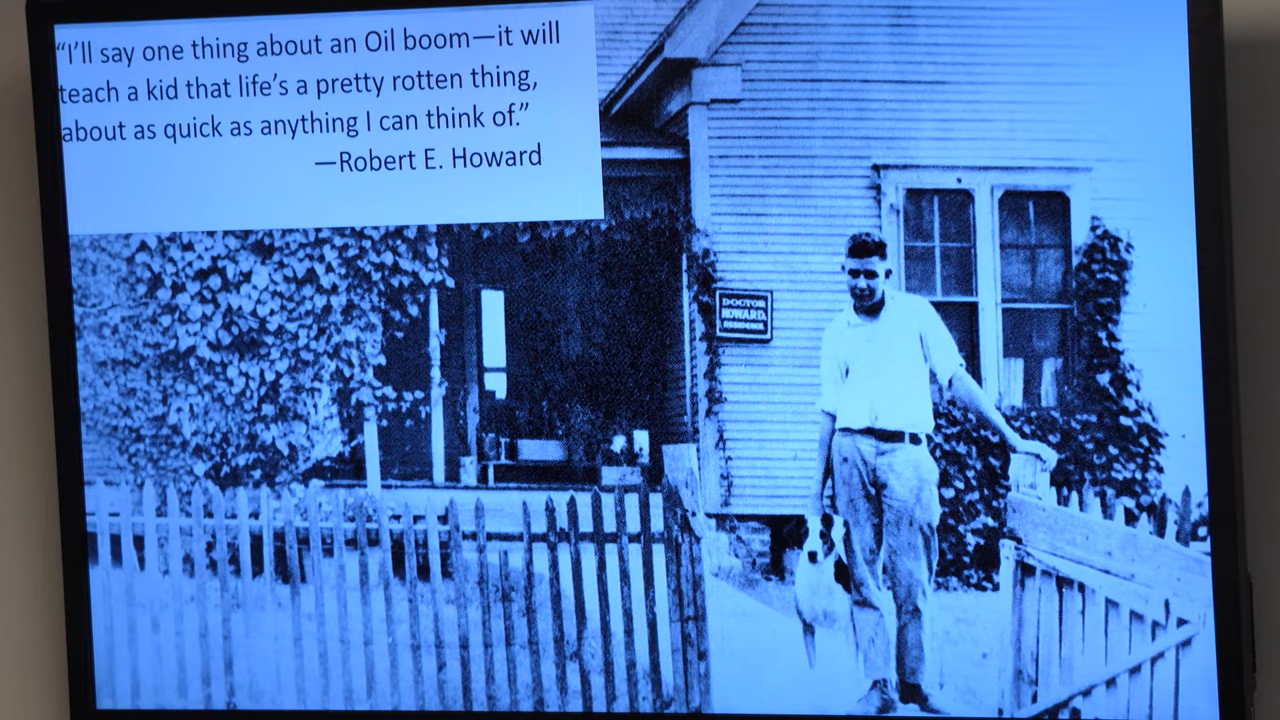 “I’ll say one thing about an Oil boom—it will
teach a kid that life’s a pretty rotten thing,
about as quick as anything I can think of.”
—Robert E. Howard
DOCTOR
HOWARD,
RESIDENCE